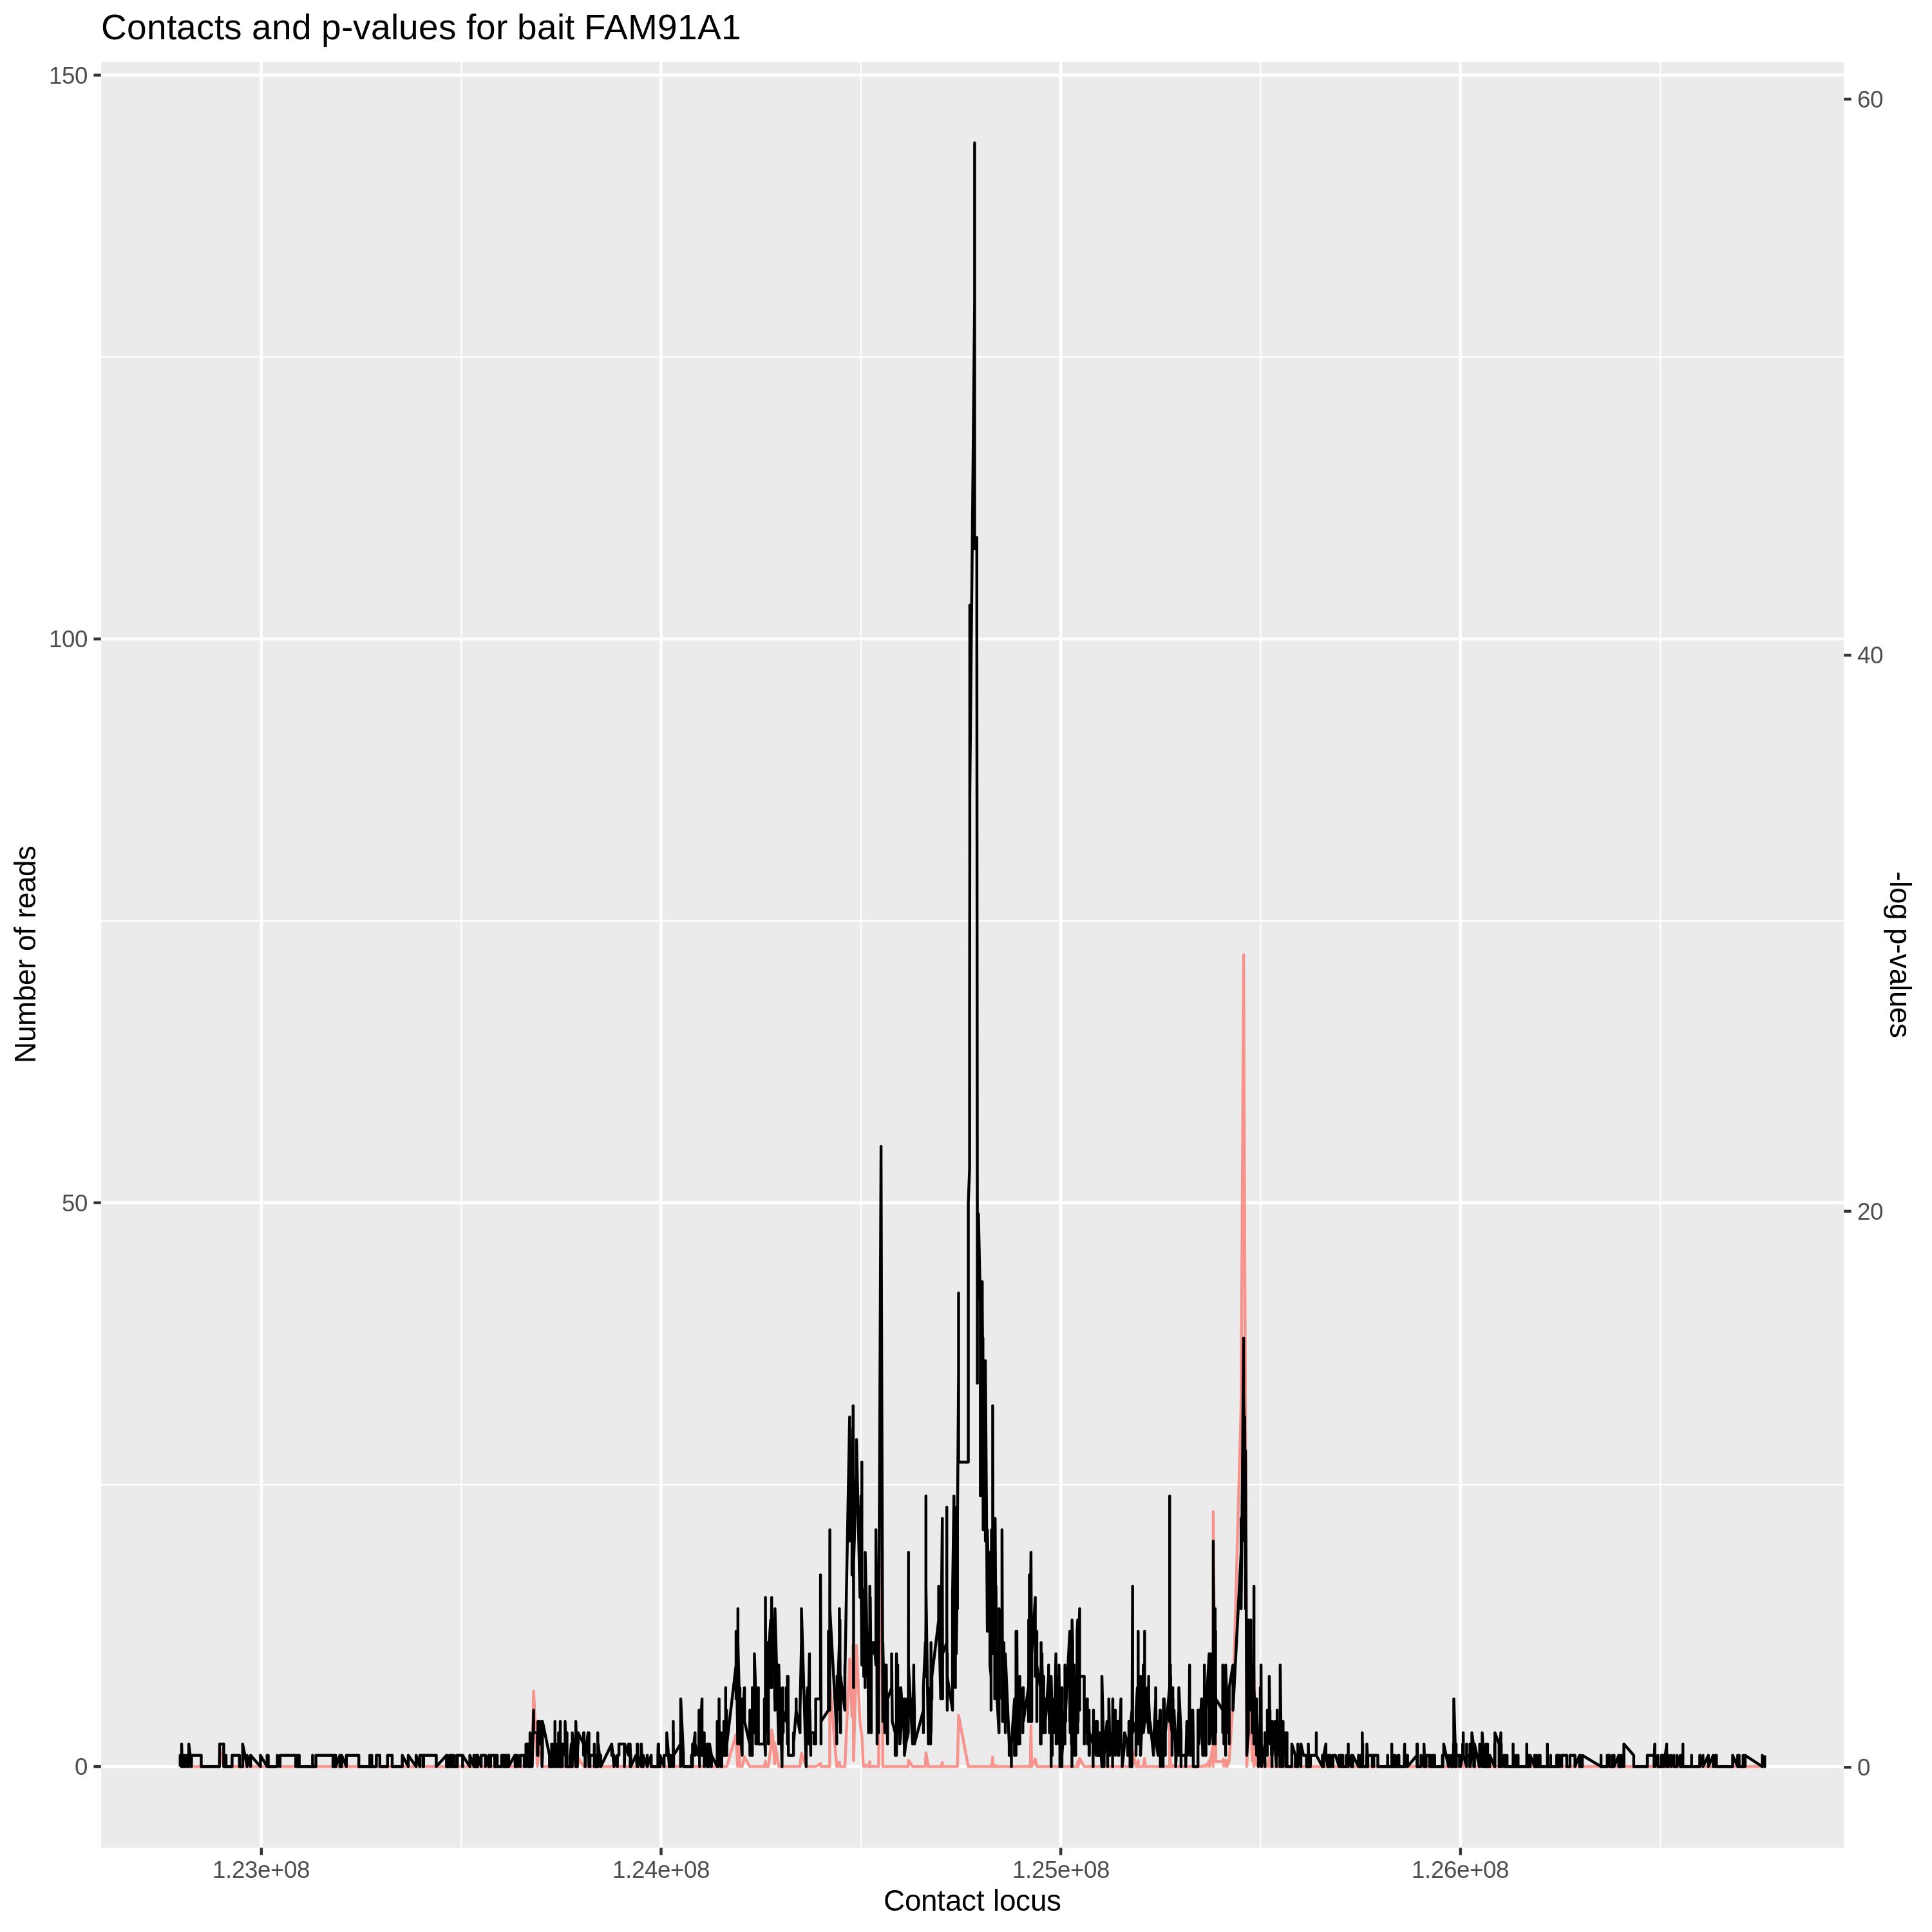 Contacts and p-values for bait FAM91A1
150
100
50
0
Number of reads
60
40
20
0
-log p-values
1.23e+08
1.24e+08
1.25e+08
1.26e+08
Contact locus